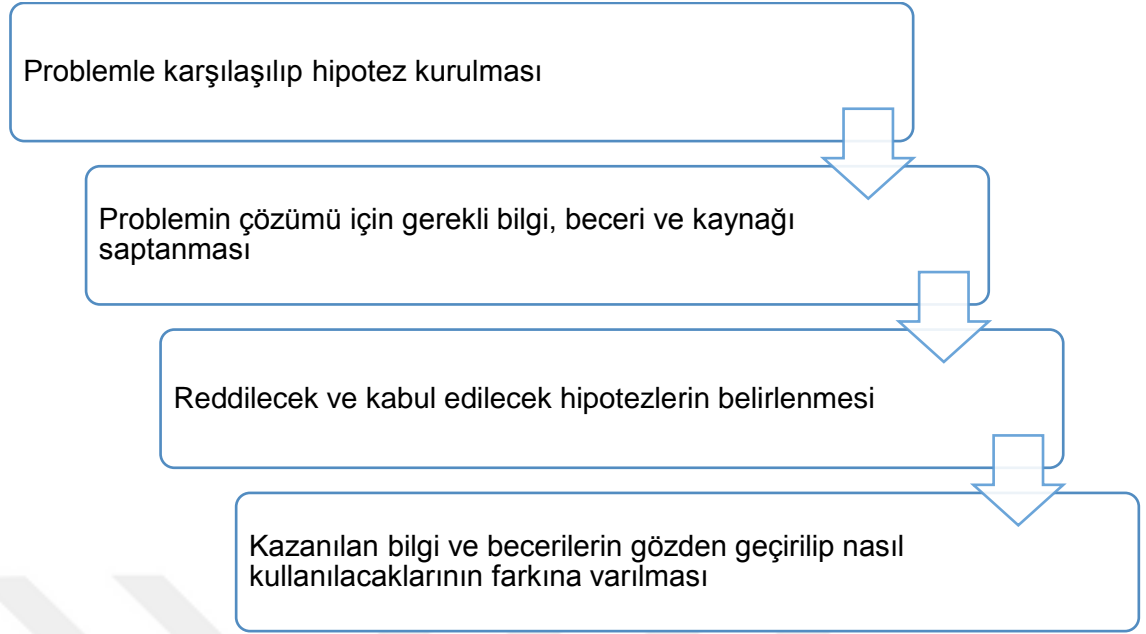 Problemle karşılaşılıp hipotez kurulması
Problemin çözümü için gerekli bilgi, beceri ve kaynağı
saptanması
Reddilecek ve kabul edilecek hipotezlerin belirlenmesi
Kazanılan bilgi ve becerilerin gözden geçirilip nasıl
kullanılacaklarının farkına varılması